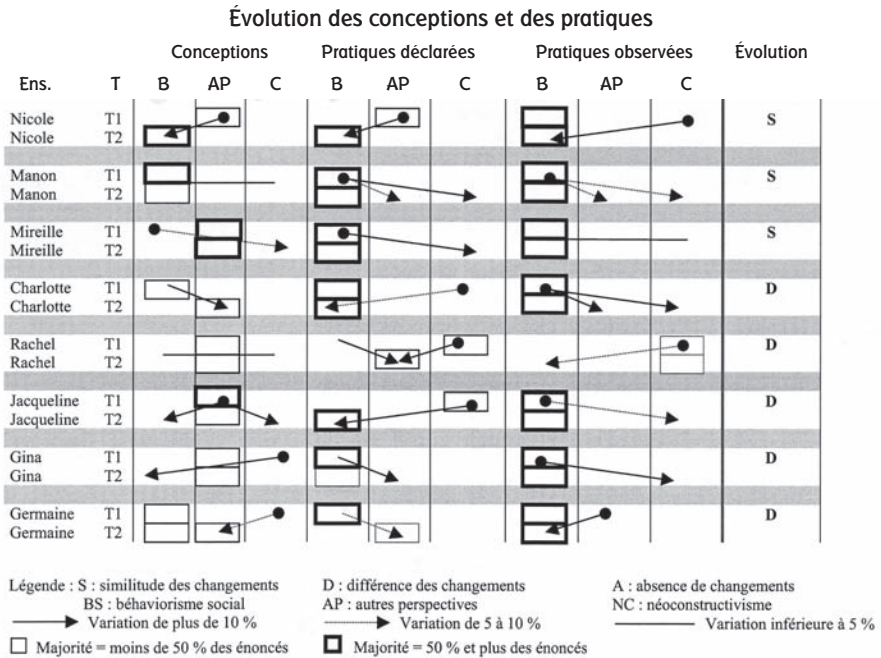 Évolution des conceptions et des pratiques
Conceptions Pratiques déclarées Pratiques observées Évolution
Ens. T B AP C B AP C B AP C
Nicole T1 S
Nicole T2
Manon T1 S
Manon T2
Mireille T1 S
Mireille T2
Charlotte T1 D
Charlotte T2
Rachel T1 D
Rachel T2
Jacqueline T1 D
Jacqueline T2
Gina T1 D
Gina T2
Germaine T1 D
Germaine T2
Légende : S : similitude des changements D : différence des changements A : absence de changements
BS : béhaviorisme social AP : autres perspectives NC : néoconstructivisme
Variation de plus de 10 % Variation de 5 à 10 % Variation inférieure à 5 %
Majorité = moins de 50 % des énoncés Majorité = 50 % et plus des énoncés